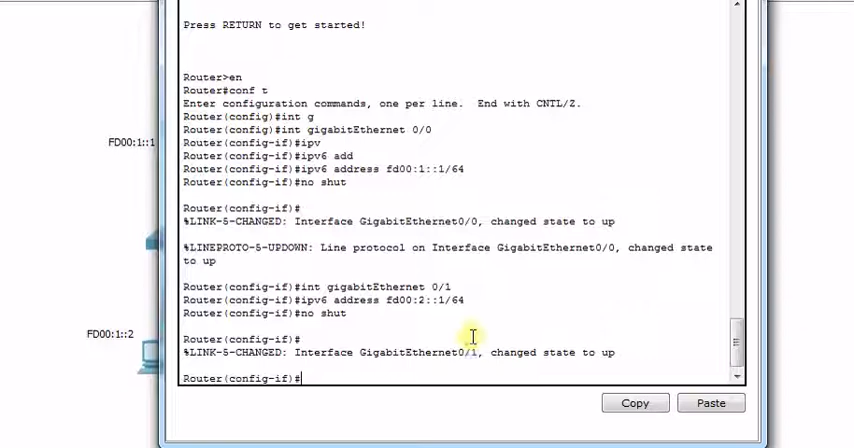 Press RETURN to get started!
Router>en
Router#conf t
Enter configuration commands, one per line.  End with CNTL/Z.
Router(config)#int g
Router(config)#int gigabitEthernet 0/0
Router(config-if)#ipv
Router(config-if)#ipv6 add
Router(config-if)#ipv6 address fd00:1::1/64
Router(config-if)#no shut
Router(config-if)#
%LINK-5-CHANGED: Interface GigabitEthernet0/0, changed state to up
%LINEPROTO-5-UPDOWN: Line protocol on Interface GigabitEthernet0/0, changed state
to up
Router(config-if)#int gigabitEthernet 0/1
Router(config-if)#ipv6 address fd00:2::1/64
Router(config-if)#no shut
Router(config-if)#
%LINK-5-CHANGED: Interface GigabitEthernet0/1, changed state to up
Router(config-if)#
Copy
Paste
FD00:1::1
FD00:1::2